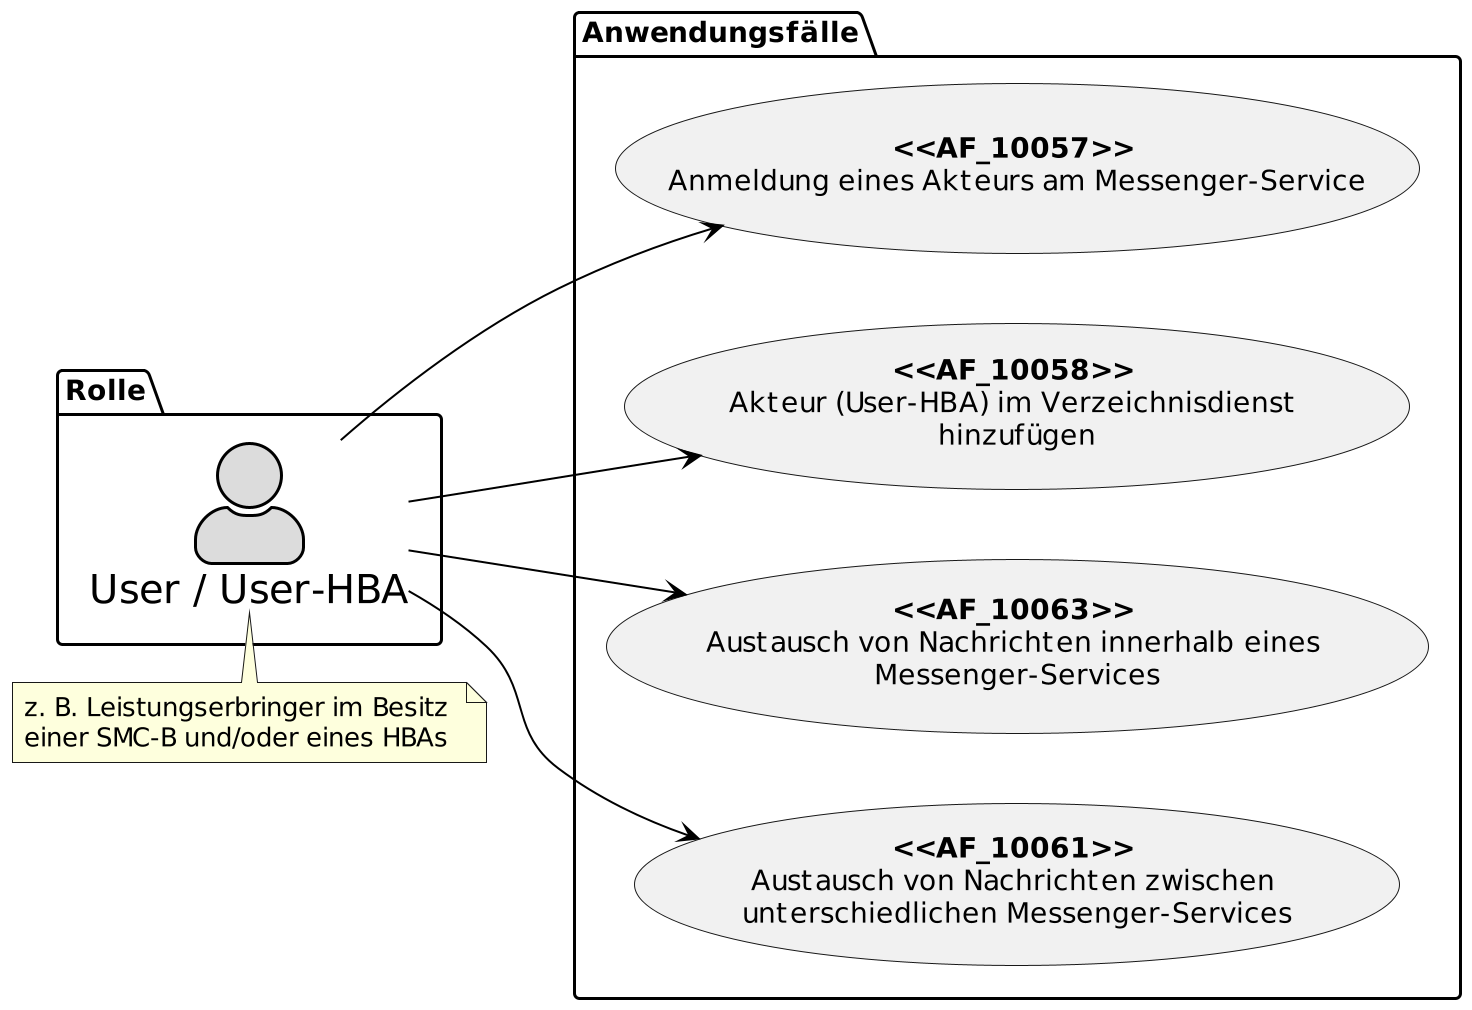 Anwendungsfälle
<<AF_10057>>
Anmeldung eines Akteurs am Messenger-Service
<<AF_10058>>
Akteur (User-HBA) im Verzeichnisdienst
hinzufügen
<<AF_10063>>
Austausch von Nachrichten innerhalb eines
Messenger-Services
<<AF_10061>>
Austausch von Nachrichten zwischen
unterschiedlichen Messenger-Services
Rolle
User / User-HBA
z. B. Leistungserbringer im Besitz
einer SMC-B und/oder eines HBAs